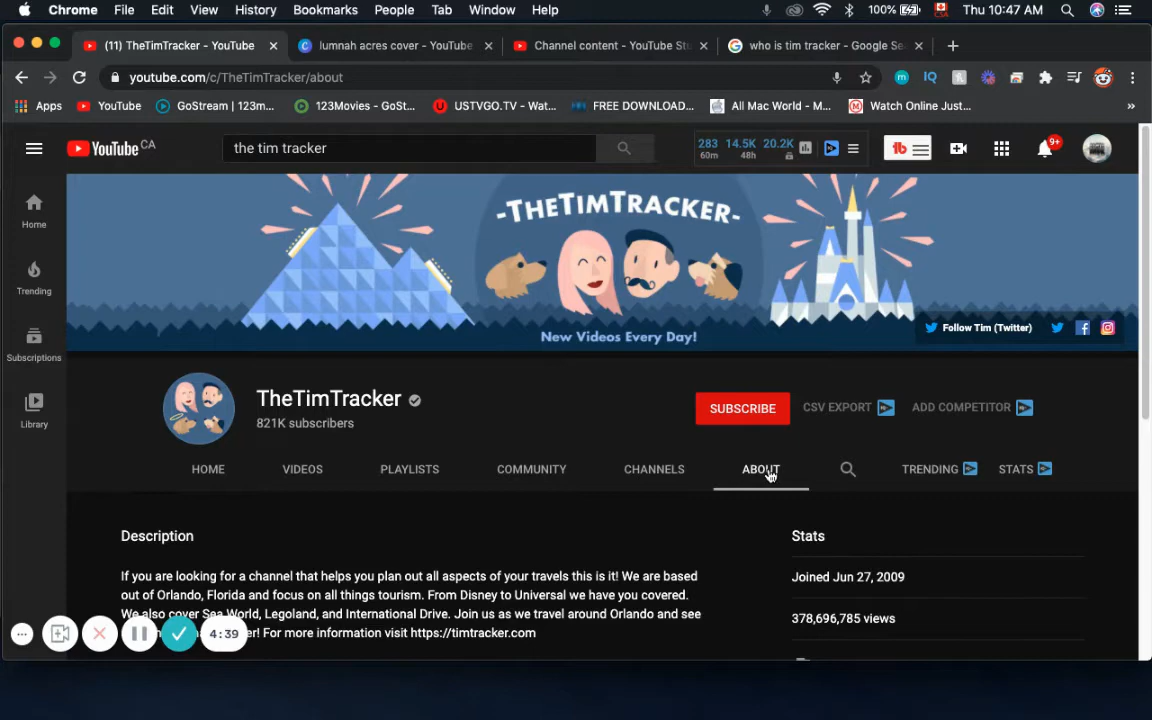 Chrome File Edit View History Bookmarks People Tab Window Help 100% CSA Thu 10:47 AM
(11) TheTimTracker - YouTube
lumnah acres cover - YouTube
Channel content - YouTube Stu
who is tim tracker - Google Se
youtube.com/c/TheTimTracker/about
Apps YouTube GoStream | 123m... 123Movies - GoSt... USTVGO.TV - Wat... FREE DOWNLOAD... All Mac World - M... Watch Online Just... »
YouTube CA
the tim tracker
283 14.5K 20.2K
60m 48h
tb
9+
Home
Trending
Subscriptions
Library
-THETIMTRACKER-
New Videos Every Day!
Follow Tim (Twitter)
TheTimTracker
821K subscribers
SUBSCRIBE CSV EXPORT ADD COMPETITOR
HOME VIDEOS PLAYLISTS COMMUNITY CHANNELS ABOUT TRENDING STATS
Description
If you are looking for a channel that helps you plan out all aspects of your travels this is it! We are based
out of Orlando, Florida and focus on all things tourism. From Disney to Universal we have you covered.
We also cover Sea World, Legoland, and International Drive. Join us as we travel around Orlando and see
For more information visit https://timtracker.com
Stats
Joined Jun 27, 2009
378,696,785 views
4:39